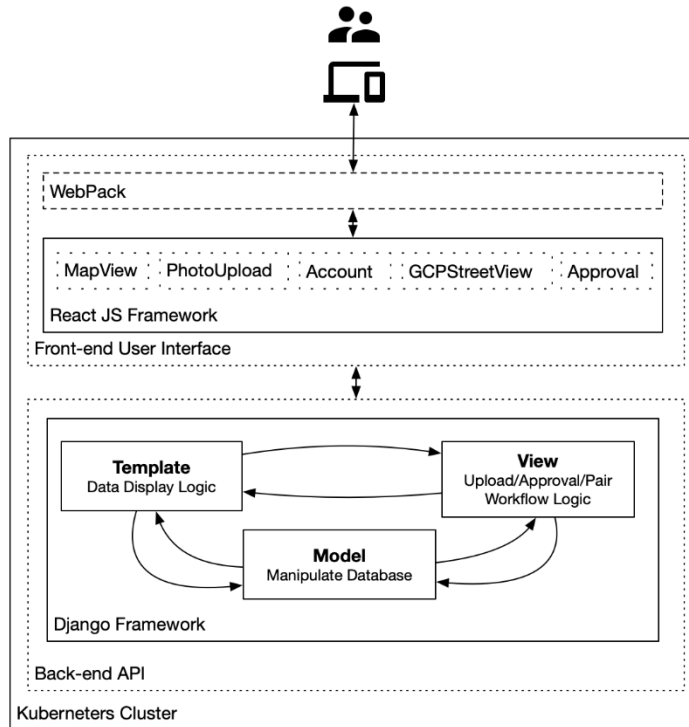 WebPack
MapView
PhotoUpload
Account
GCPStreetView
Approval
React JS Framework
Front-end User Interface
Template
Data Display Logic
View
Upload/Approval/Pair
Workflow Logic
Model
Manipulate Database
Django Framework
Back-end API
Kuberneters Cluster